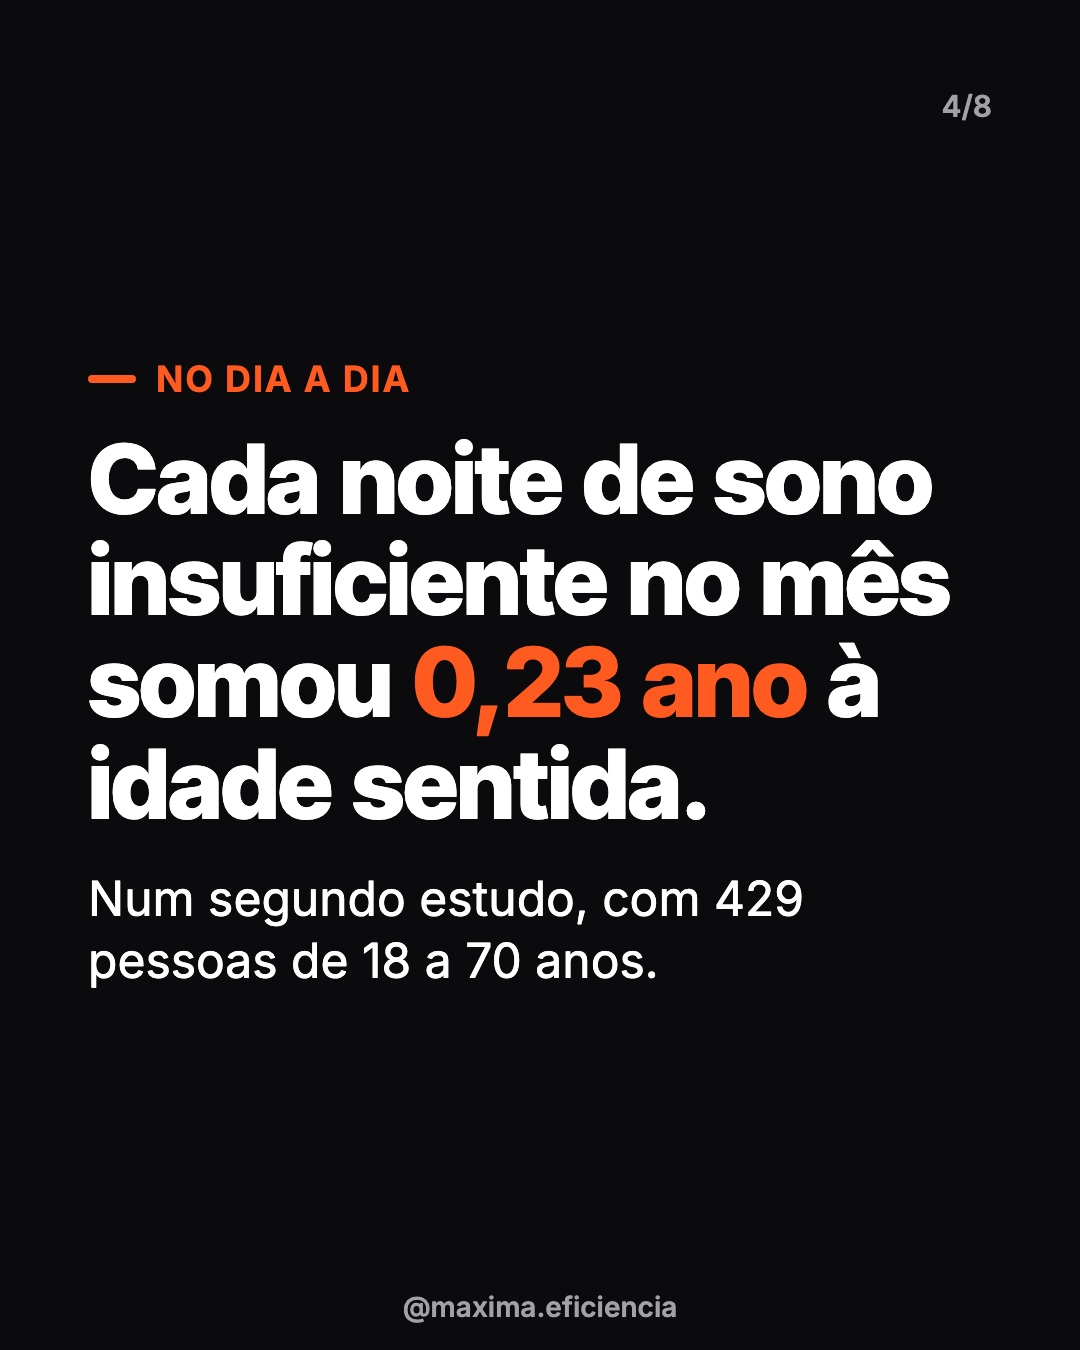 4/8
NO DIA A DIA
Cada noite de sono
insuficiente no mês
somou 0,23 ano à
idade sentida.
Num segundo estudo, com 429
pessoas de 18 a 70 anos.
@maxima.eficiencia